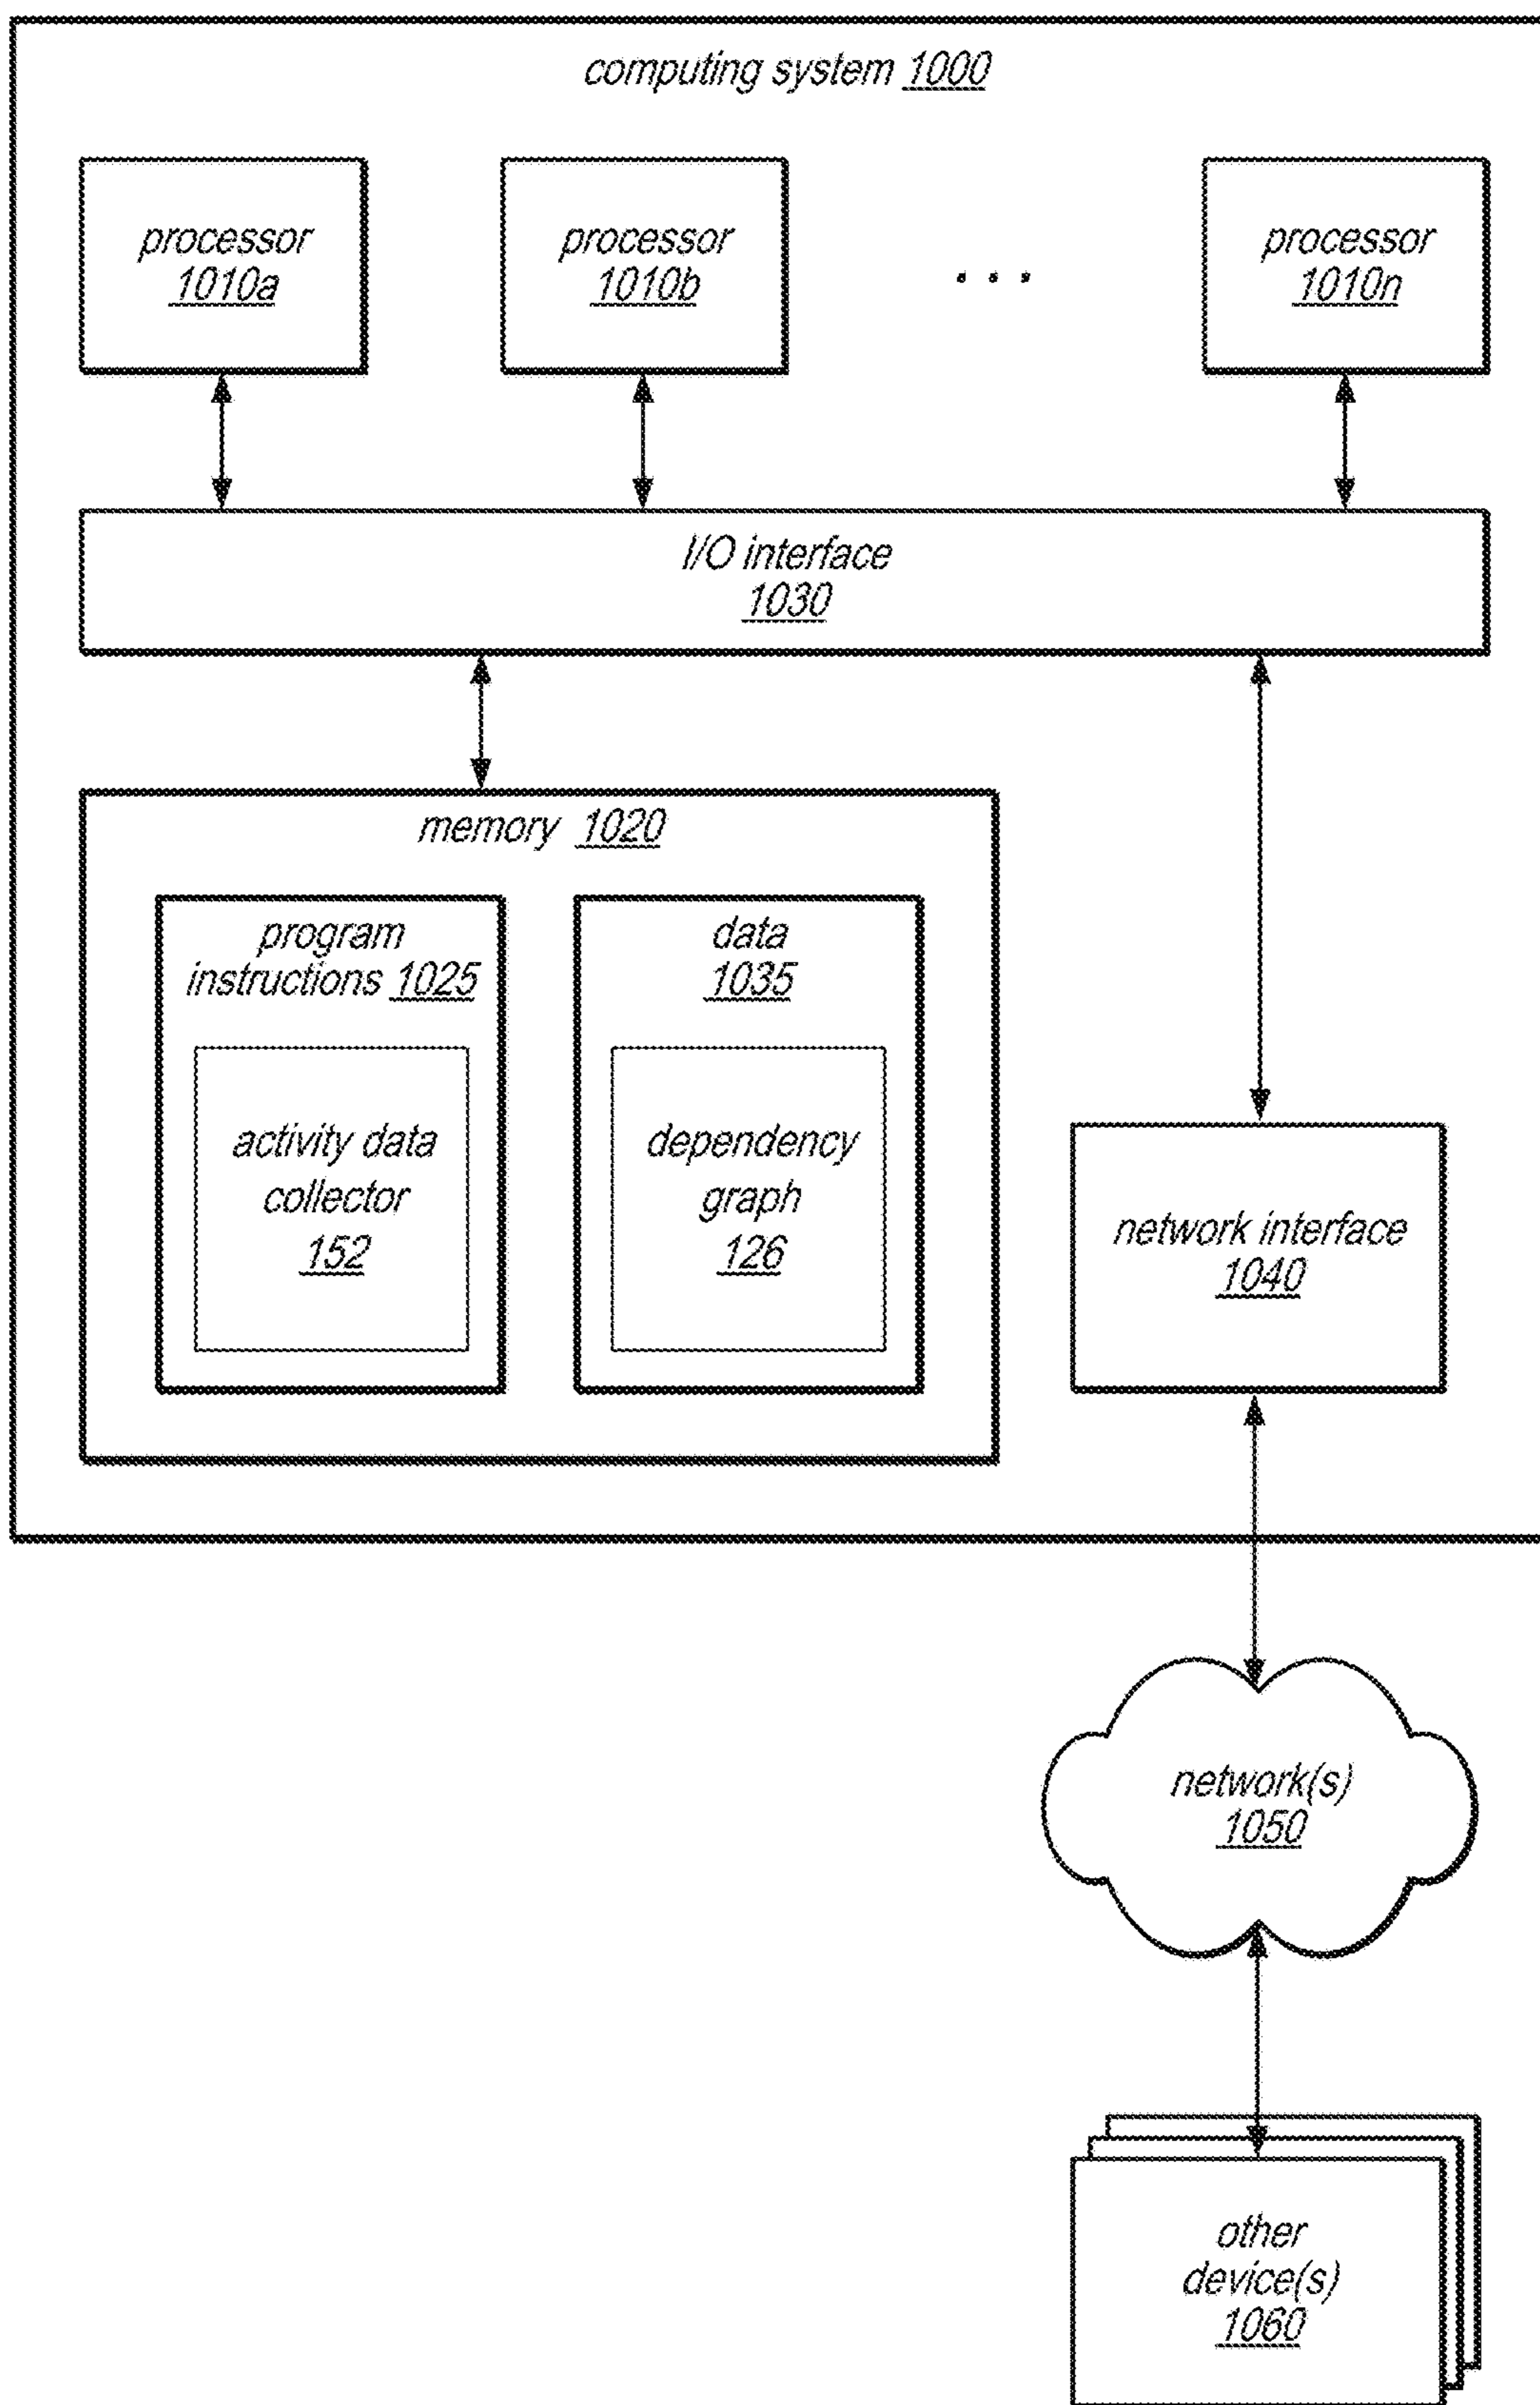 computing system 1000
processor
1010a
processor
1010b
. . .
processor
1010n
I/O interface
1030
memory 1020
program
instructions 1025
activity data
collector
152
data
1035
dependency
graph
126
network interface
1040
network(s)
1050
other
device(s)
1060